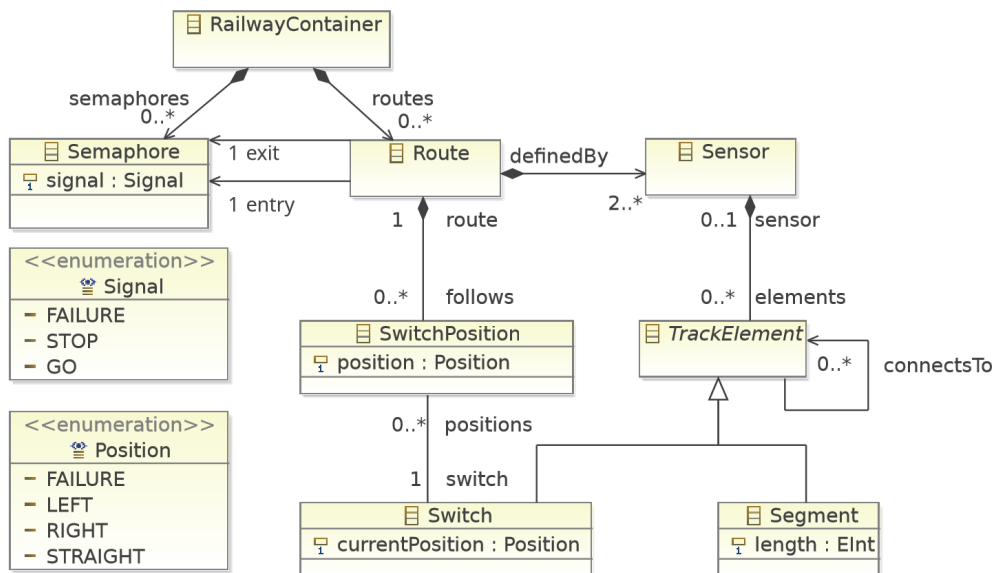 RailwayContainer
semaphores
routes
0..*
0..*
Semaphore
signal : Signal
1 exit
1 entry
Route
definedBy
2..*
Sensor
1 route
0..1 sensor
<<enumeration>>
Signal
FAILURE
STOP
GO
0..* follows
0..* elements
SwitchPosition
position : Position
TrackElement
0..*
connectsTo
<<enumeration>>
Position
FAILURE
LEFT
RIGHT
STRAIGHT
0..* positions
1 switch
Switch
currentPosition : Position
Segment
length : EInt